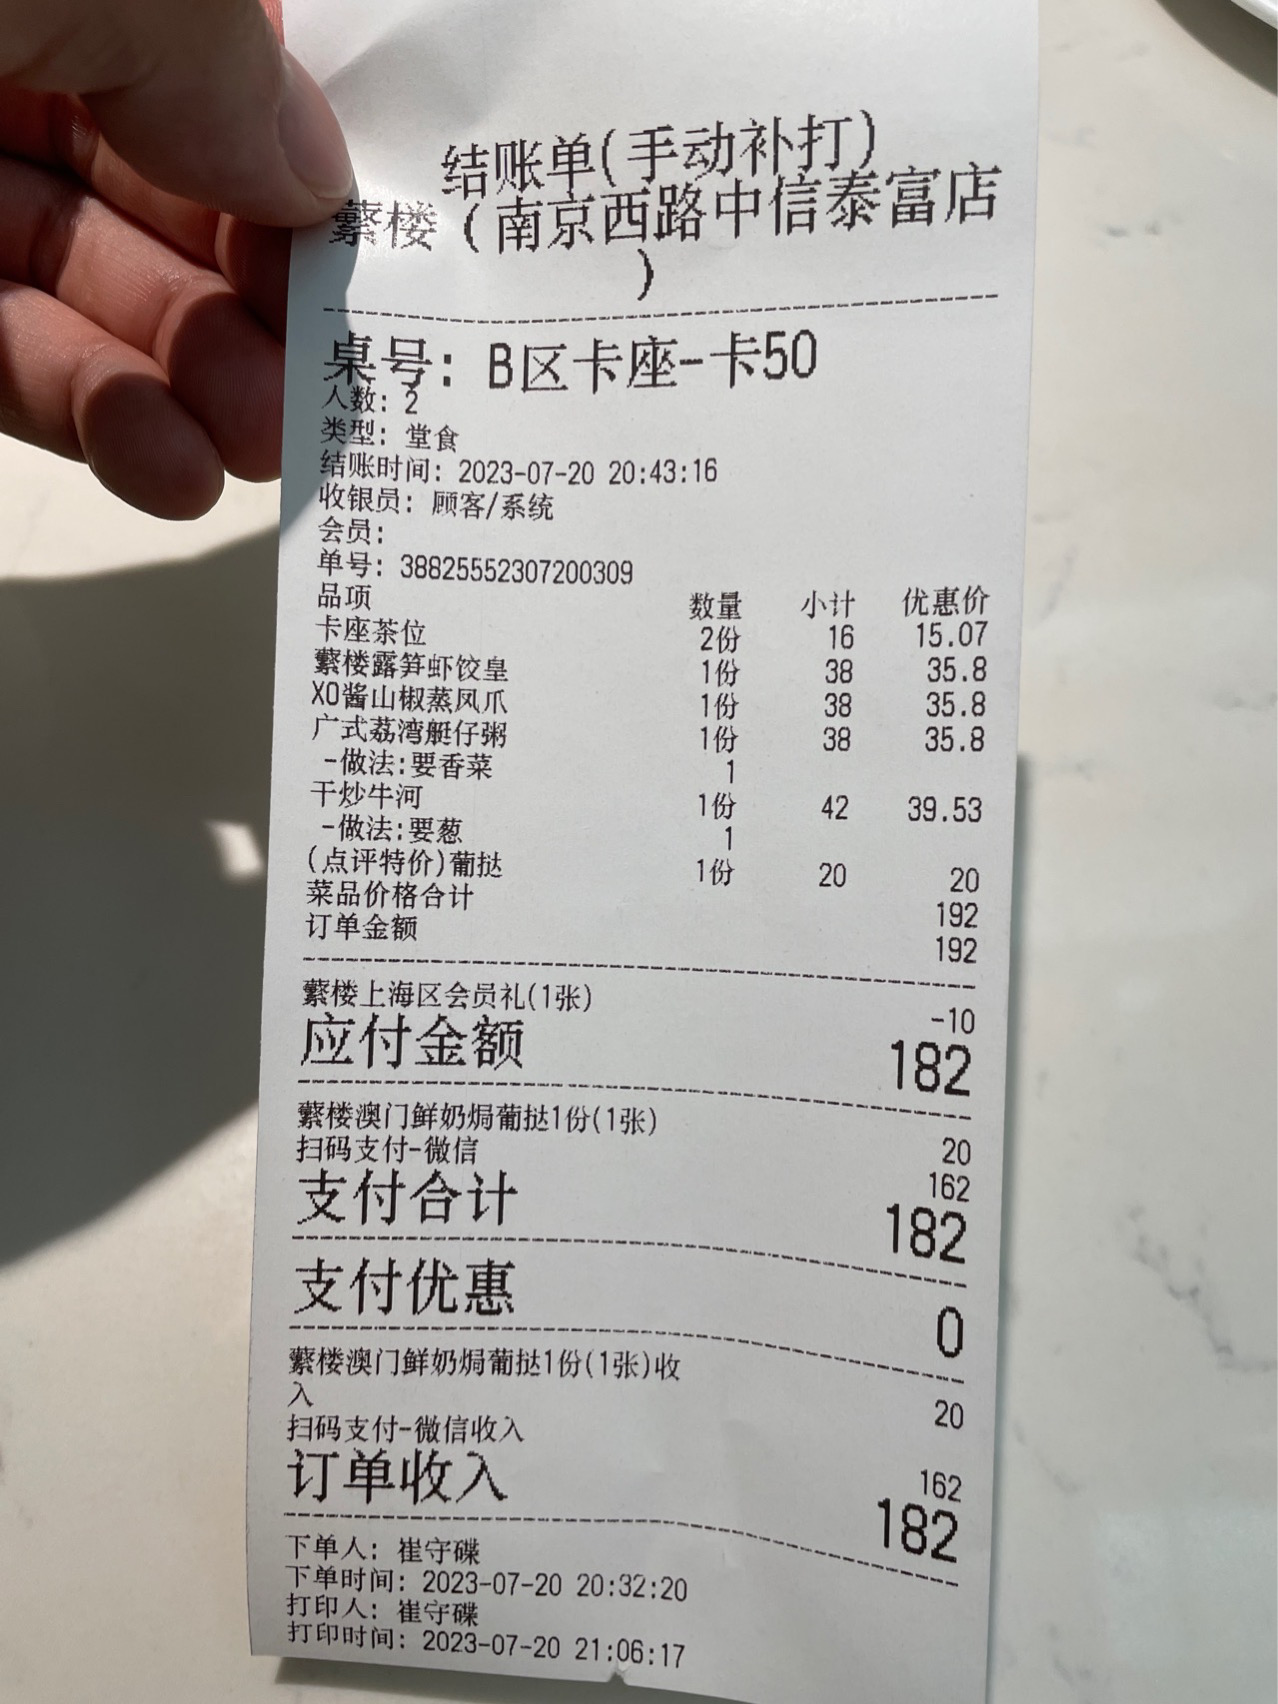 结账单(手动补打)
蘩楼（南京西路中信泰富店
）
桌号: B区卡座-卡50
人数: 2
类型: 堂食
结账时间: 2023-07-20 20:43:16
收银员: 顾客/系统
会员:
单号: 38825552307200309
品项 数量 小计 优惠价
卡座茶位 2份 16 15.07
蘩楼露笋虾饺皇 1份 38 35.8
XO酱山椒蒸凤爪 1份 38 35.8
广式荔湾艇仔粥 1份 38 35.8
-做法:要香菜 1
干炒牛河 1份 42 39.53
-做法:要葱 1
(点评特价)葡挞 1份 20 20
菜品价格合计 192
订单金额 192
蘩楼上海区会员礼(1张) -10
应付金额 182
蘩楼澳门鲜奶焗葡挞1份(1张) 20
扫码支付-微信 162
支付合计 182
支付优惠 0
蘩楼澳门鲜奶焗葡挞1份(1张)收
入 20
扫码支付-微信收入 162
订单收入 182
下单人: 崔守碟
下单时间: 2023-07-20 20:32:20
打印人: 崔守碟
打印时间: 2023-07-20 21:06:17